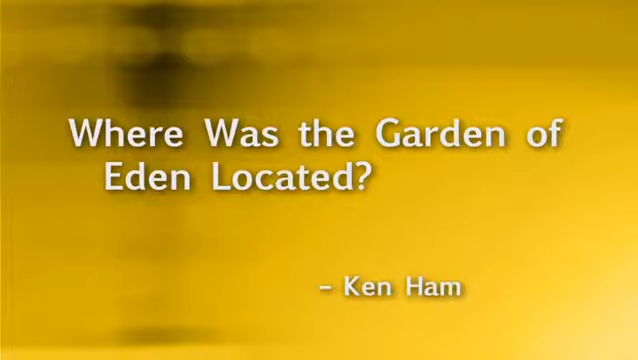 Where Was the Garden of
Eden Located?
– Ken Ham